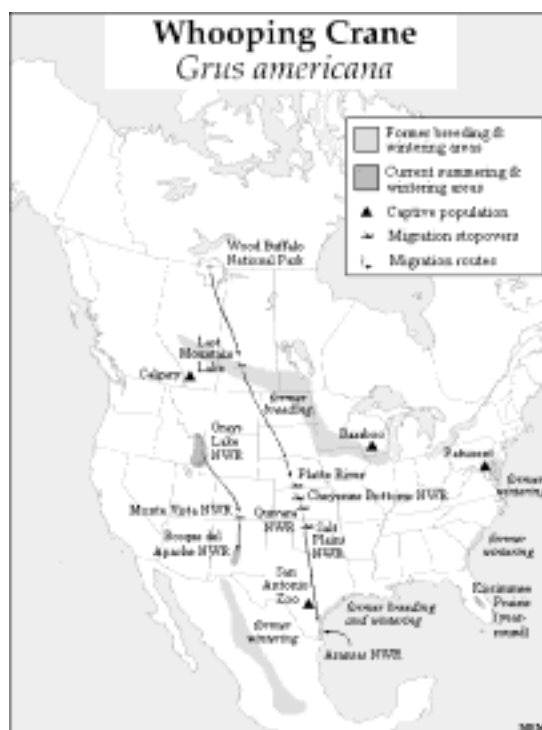 Whooping Crane
Grus americana
Former breeding &
wintering areas
Current summering &
wintering areas
Captive population
Migration stopovers
Migration routes
Wood Buffalo
National Park
Last
Mountain
Lake
Calgary
former
breeding
Baraboo
Grays
Lake
NWR
Patuxent
former
wintering
Platte River
Cheyenne Bottoms NWR
Monte Vista NWR
Quivira
NWR
Salt
Plains
NWR
Bosque del
Apache NWR
former
wintering
San
Antonio
Zoo
former breeding
and wintering
Kissimmee
Prairie
(year-
round)
former
wintering
Aransas NWR